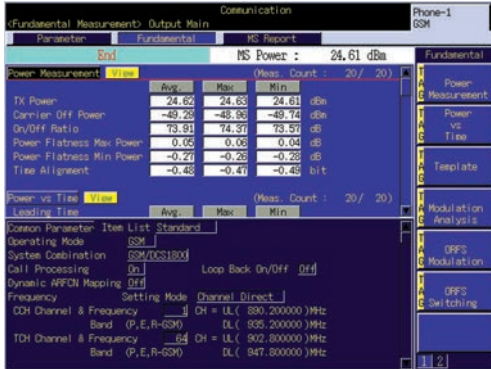 Communication
Phone-1
<Fundamental Measurement> Output Main
GSM
Parameter Fundamental MS Report
End MS Power : 24.61 dBm Fundamental
Power Measurement View (Meas. Count : 20/ 20)
Avg. Max Min
TX Power 24.62 24.63 24.61 dBm
Carrier Off Power -49.29 -48.96 -49.74 dBm
On/Off Ratio 73.91 74.37 73.57 dB
Power Flatness Max Power 0.05 0.06 0.04 dB
Power Flatness Min Power -0.27 -0.26 -0.28 dB
Time Alignment -0.48 -0.47 -0.49 bit
Power vs Time View (Meas. Count : 20/ 20)
Leading Time Avg. Max Min
Common Parameter Item List Standard
Operating Mode GSM
System Combination GSM/DCS1800
Call Processing On Loop Back On/Off Off
Dynamic ARFCN Mapping Off
Frequency Setting Mode Channel Direct
CCH Channel & Frequency 1 CH = UL( 890.200000)MHz
Band (P,E,R-GSM) DL( 935.200000)MHz
TCH Channel & Frequency 64 CH = UL( 902.800000)MHz
Band (P,E,R-GSM) DL( 947.800000)MHz
TAG Power Measurement
TAG Power vs Time
TAG Template
TAG Modulation Analysis
TAG ORFS Modulation
TAG ORFS Switching
1 2